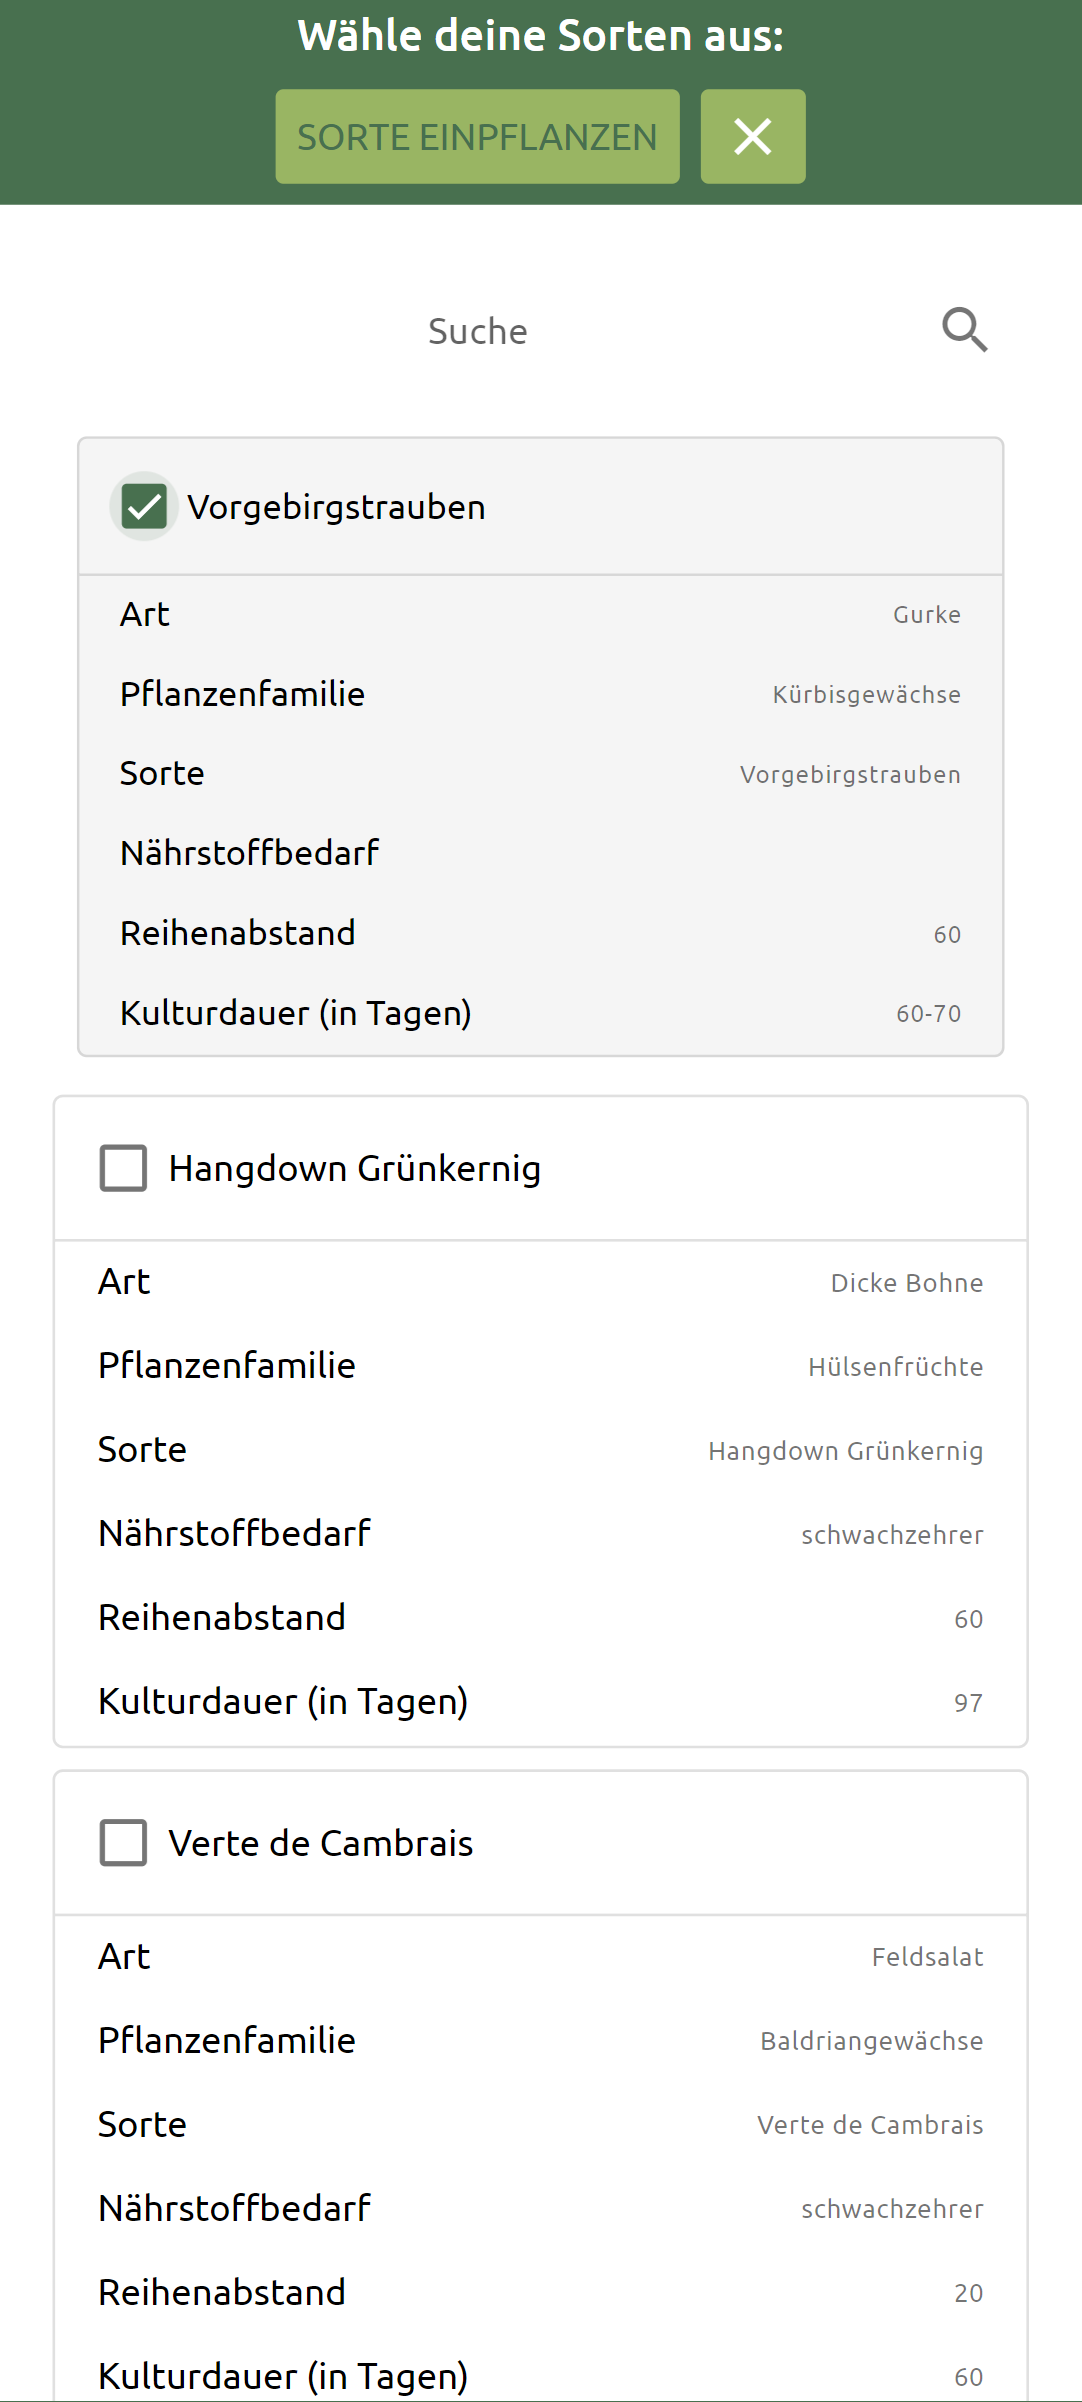 Wähle deine Sorten aus:
SORTE EINPFLANZEN
Suche
Vorgebirgstrauben
Art Gurke
Pflanzenfamilie Kürbisgewächse
Sorte Vorgebirgstrauben
Nährstoffbedarf
Reihenabstand 60
Kulturdauer (in Tagen) 60-70
Hangdown Grünkernig
Art Dicke Bohne
Pflanzenfamilie Hülsenfrüchte
Sorte Hangdown Grünkernig
Nährstoffbedarf schwachzehrer
Reihenabstand 60
Kulturdauer (in Tagen) 97
Verte de Cambrais
Art Feldsalat
Pflanzenfamilie Baldriangewächse
Sorte Verte de Cambrais
Nährstoffbedarf schwachzehrer
Reihenabstand 20
Kulturdauer (in Tagen) 60